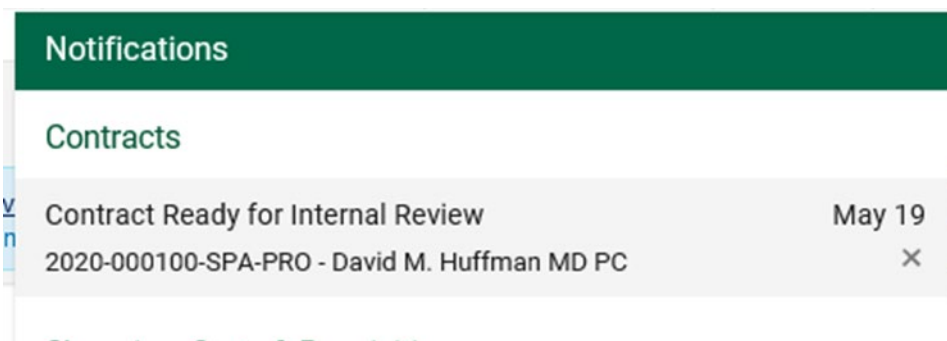 Notifications
Contracts
Contract Ready for Internal Review May 19
2020-000100-SPA-PRO - David M. Huffman MD PC ×